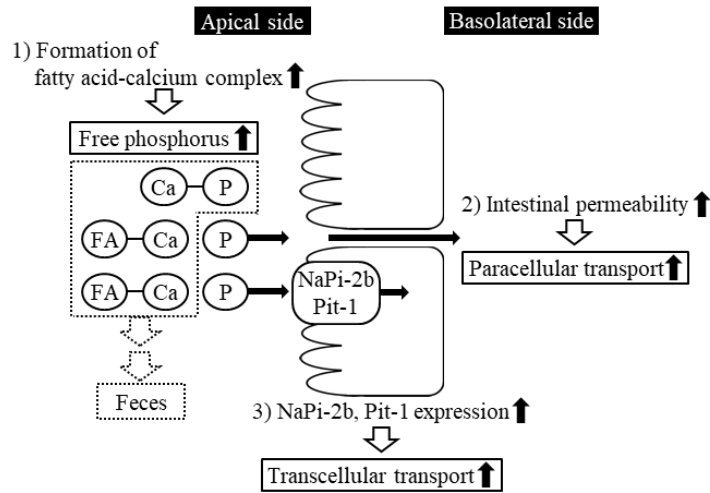 Apical side
Basolateral side
1) Formation of
fatty acid-calcium complex
Free phosphorus
Ca
P
FA
Ca
P
FA
Ca
P
NaPi-2b
Pit-1
2) Intestinal permeability
Paracellular transport
Feces
3) NaPi-2b, Pit-1 expression
Transcellular transport